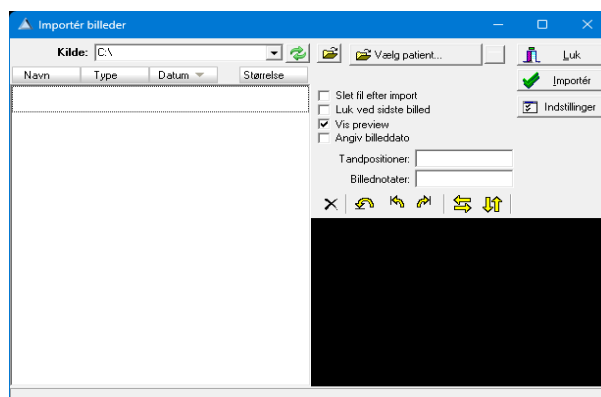 Importér billeder
Kilde: C:\
Vælg patient...
Luk
Navn Type Datum Størrelse
Importér
Slet fil efter import
Luk ved sidste billed
Indstillinger
Vis preview
Angiv billeddato
Tandpositioner:
Billednotater: